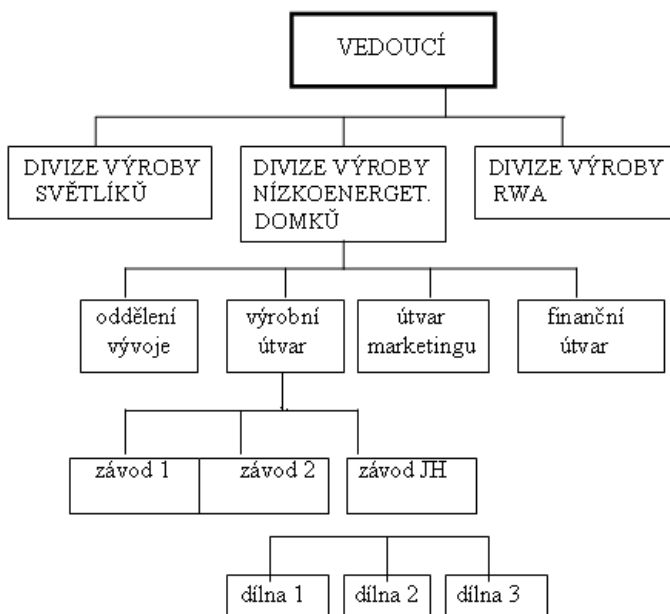 VEDOUCÍ
DIVIZE VÝROBY
SVĚTLÍKŮ
DIVIZE VÝROBY
NÍZKOENERGET.
DOMKŮ
DIVIZE VÝROBY
RWA
oddělení
vývoje
výrobní
útvar
útvar
marketingu
finanční
útvar
závod 1
závod 2
závod JH
dílna 1
dílna 2
dílna 3